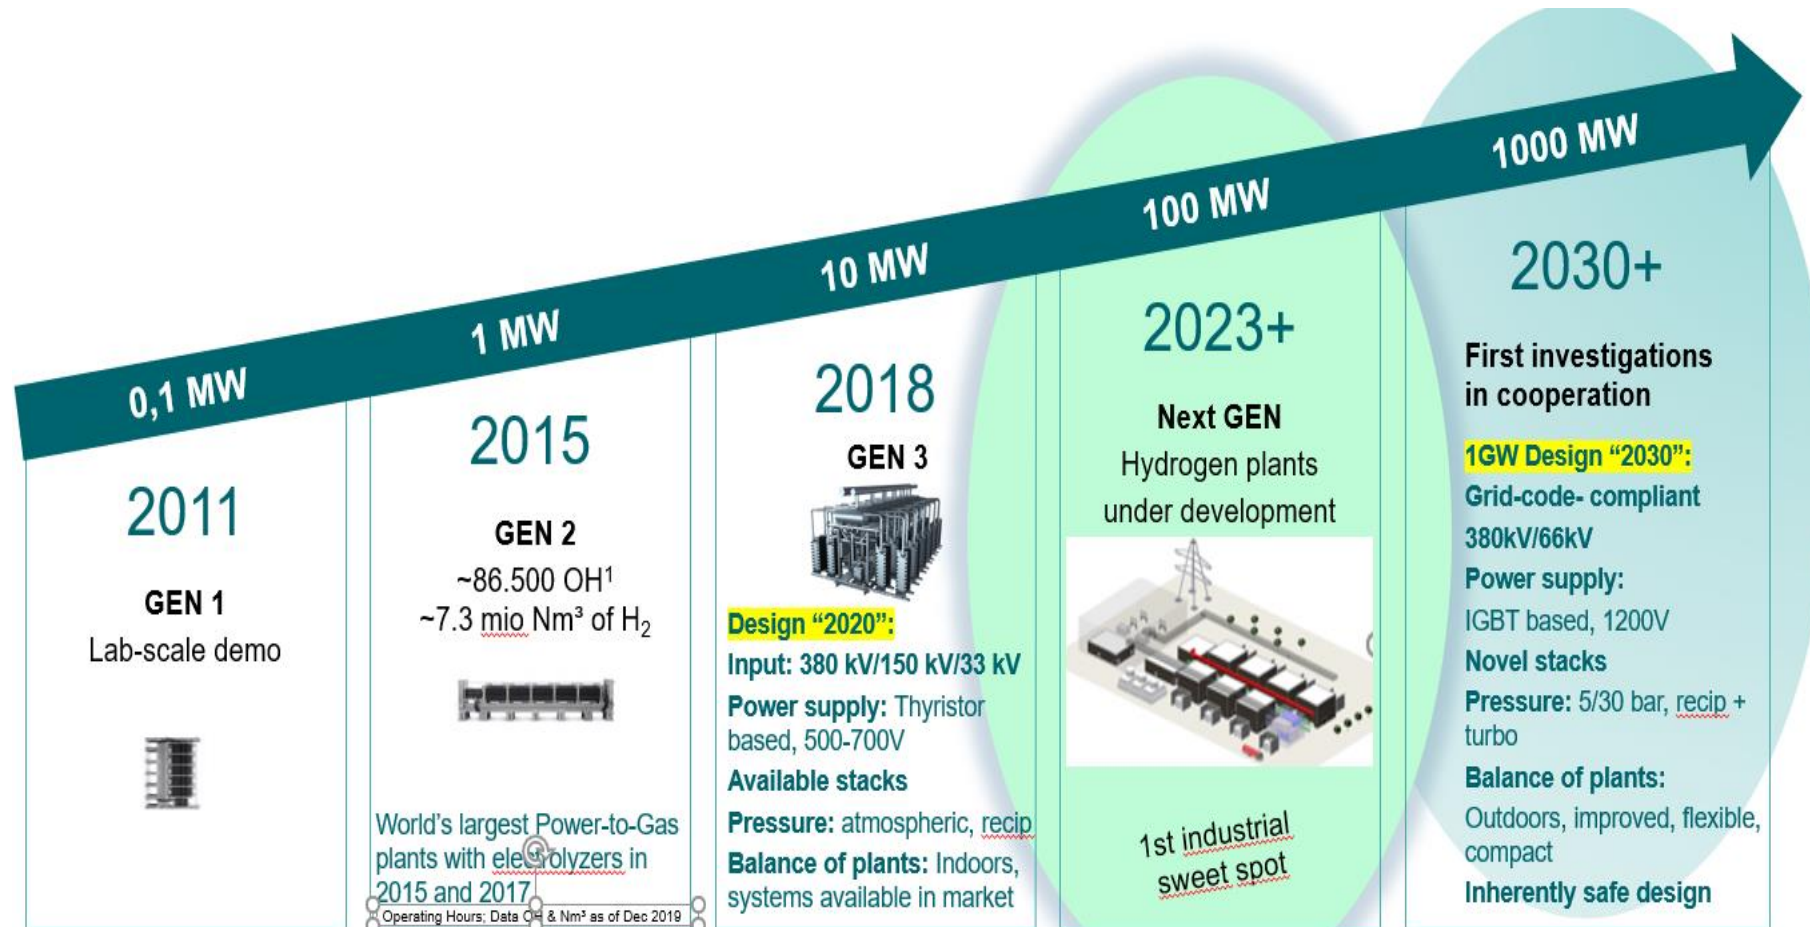 0,1 MW
2011
GEN 1
Lab-scale demo
1 MW
2015
GEN 2
~86.500 OH¹
~7.3 mio Nm³ of H₂
World's largest Power-to-Gas
plants with electrolyzers in
2015 and 2017
Operating Hours; Data OH & Nm³ as of Dec 2019
10 MW
2018
GEN 3
Design “2020”:
Input: 380 kV/150 kV/33 kV
Power supply: Thyristor
based, 500-700V
Available stacks
Pressure: atmospheric, recip
Balance of plants: Indoors,
systems available in market
100 MW
2023+
Next GEN
Hydrogen plants
under development
1st industrial
sweet spot
1000 MW
2030+
First investigations
in cooperation
1GW Design “2030”:
Grid-code- compliant
380kV/66kV
Power supply:
IGBT based, 1200V
Novel stacks
Pressure: 5/30 bar, recip +
turbo
Balance of plants:
Outdoors, improved, flexible,
compact
Inherently safe design